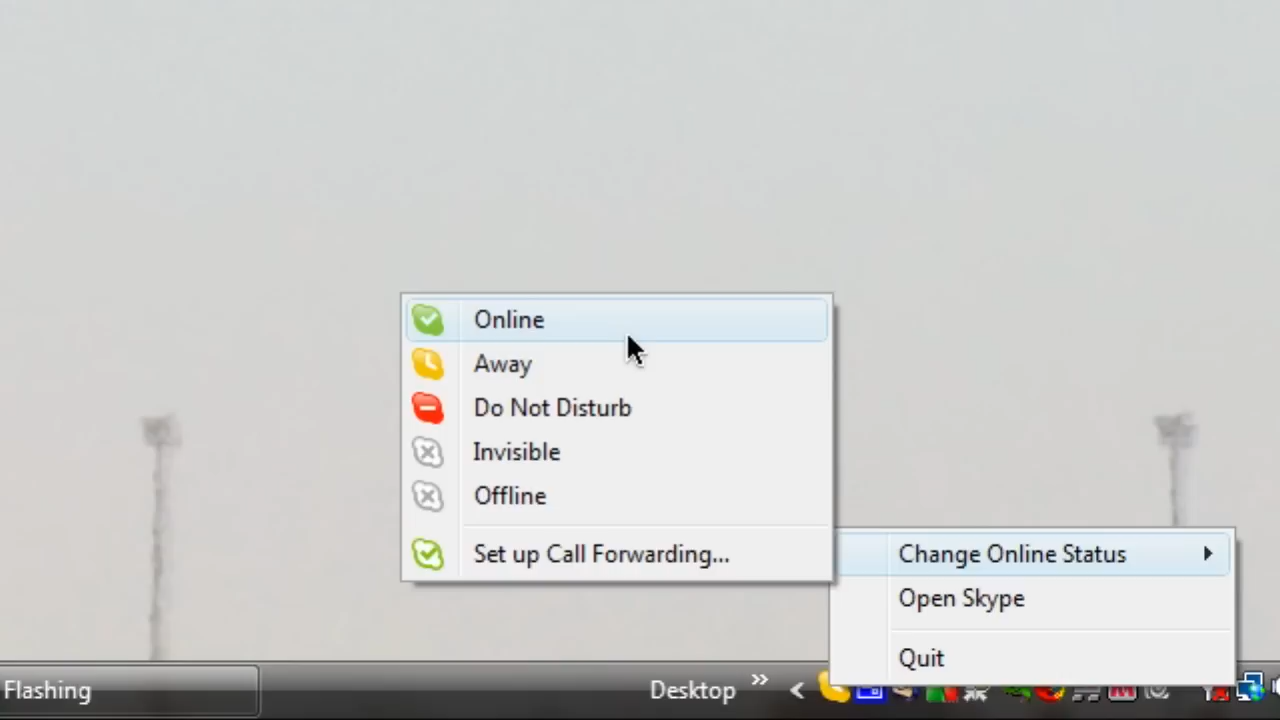 Online
Away
Do Not Disturb
Invisible
Offline
Set up Call Forwarding...
Change Online Status
Open Skype
Quit
Flashing
Desktop